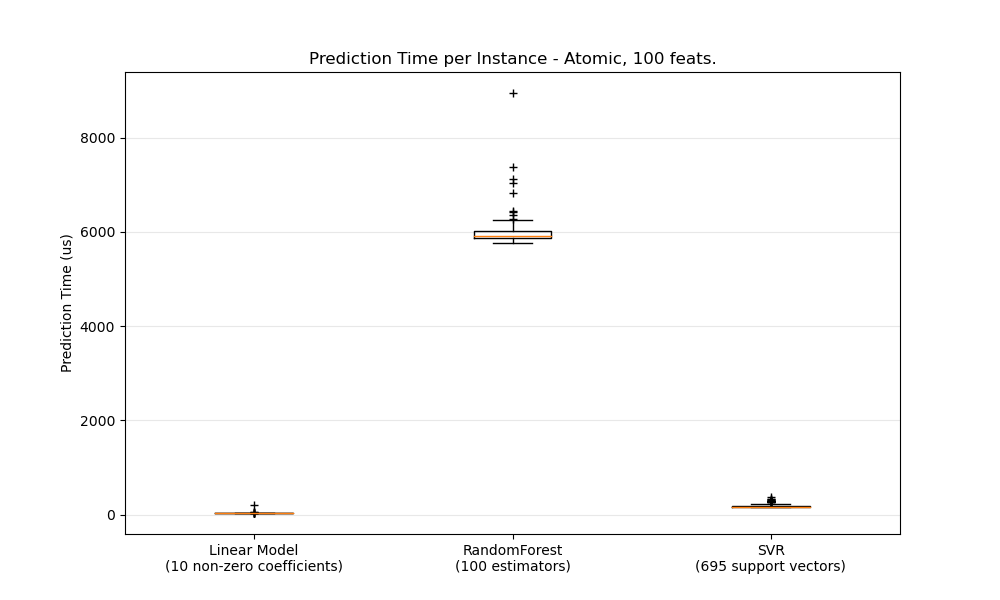 Prediction Time per Instance - Atomic, 100 feats.
Prediction Time (us)
8000
6000
4000
2000
0
Linear Model
(10 non-zero coefficients)
RandomForest
(100 estimators)
SVR
(695 support vectors)